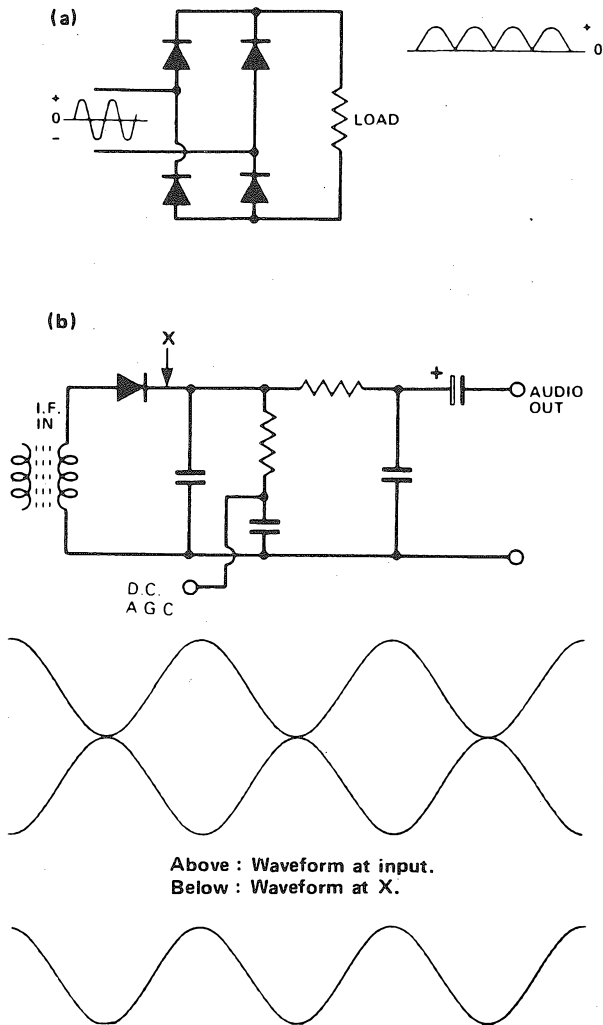 (a)
+
0
+
0
−
LOAD
(b)
X
+
I.F.
IN
AUDIO
OUT
D.C.
A G C
Above : Waveform at input.
Below : Waveform at X.